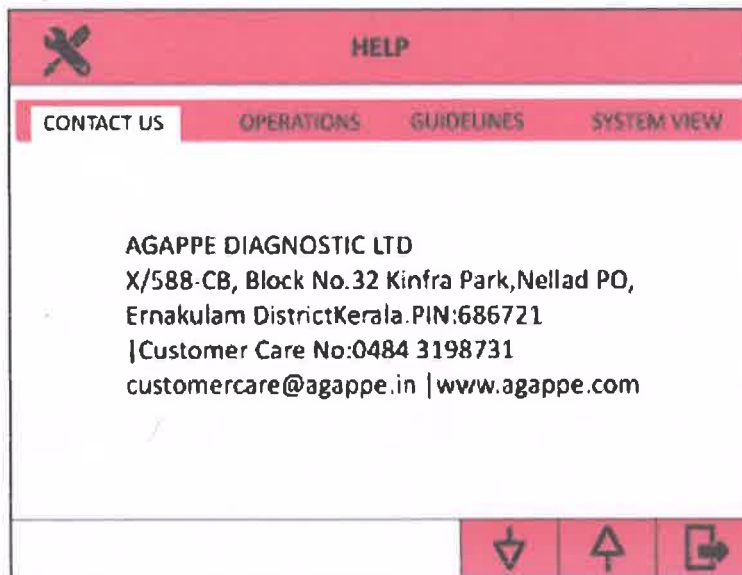 HELP
CONTACT US OPERATIONS GUIDELINES SYSTEM VIEW
AGAPPE DIAGNOSTIC LTD
X/588-CB, Block No.32 Kinfra Park,Nellad PO,
Ernakulam DistrictKerala.PIN:686721
|Customer Care No:0484 3198731
customercare@agappe.in |www.agappe.com